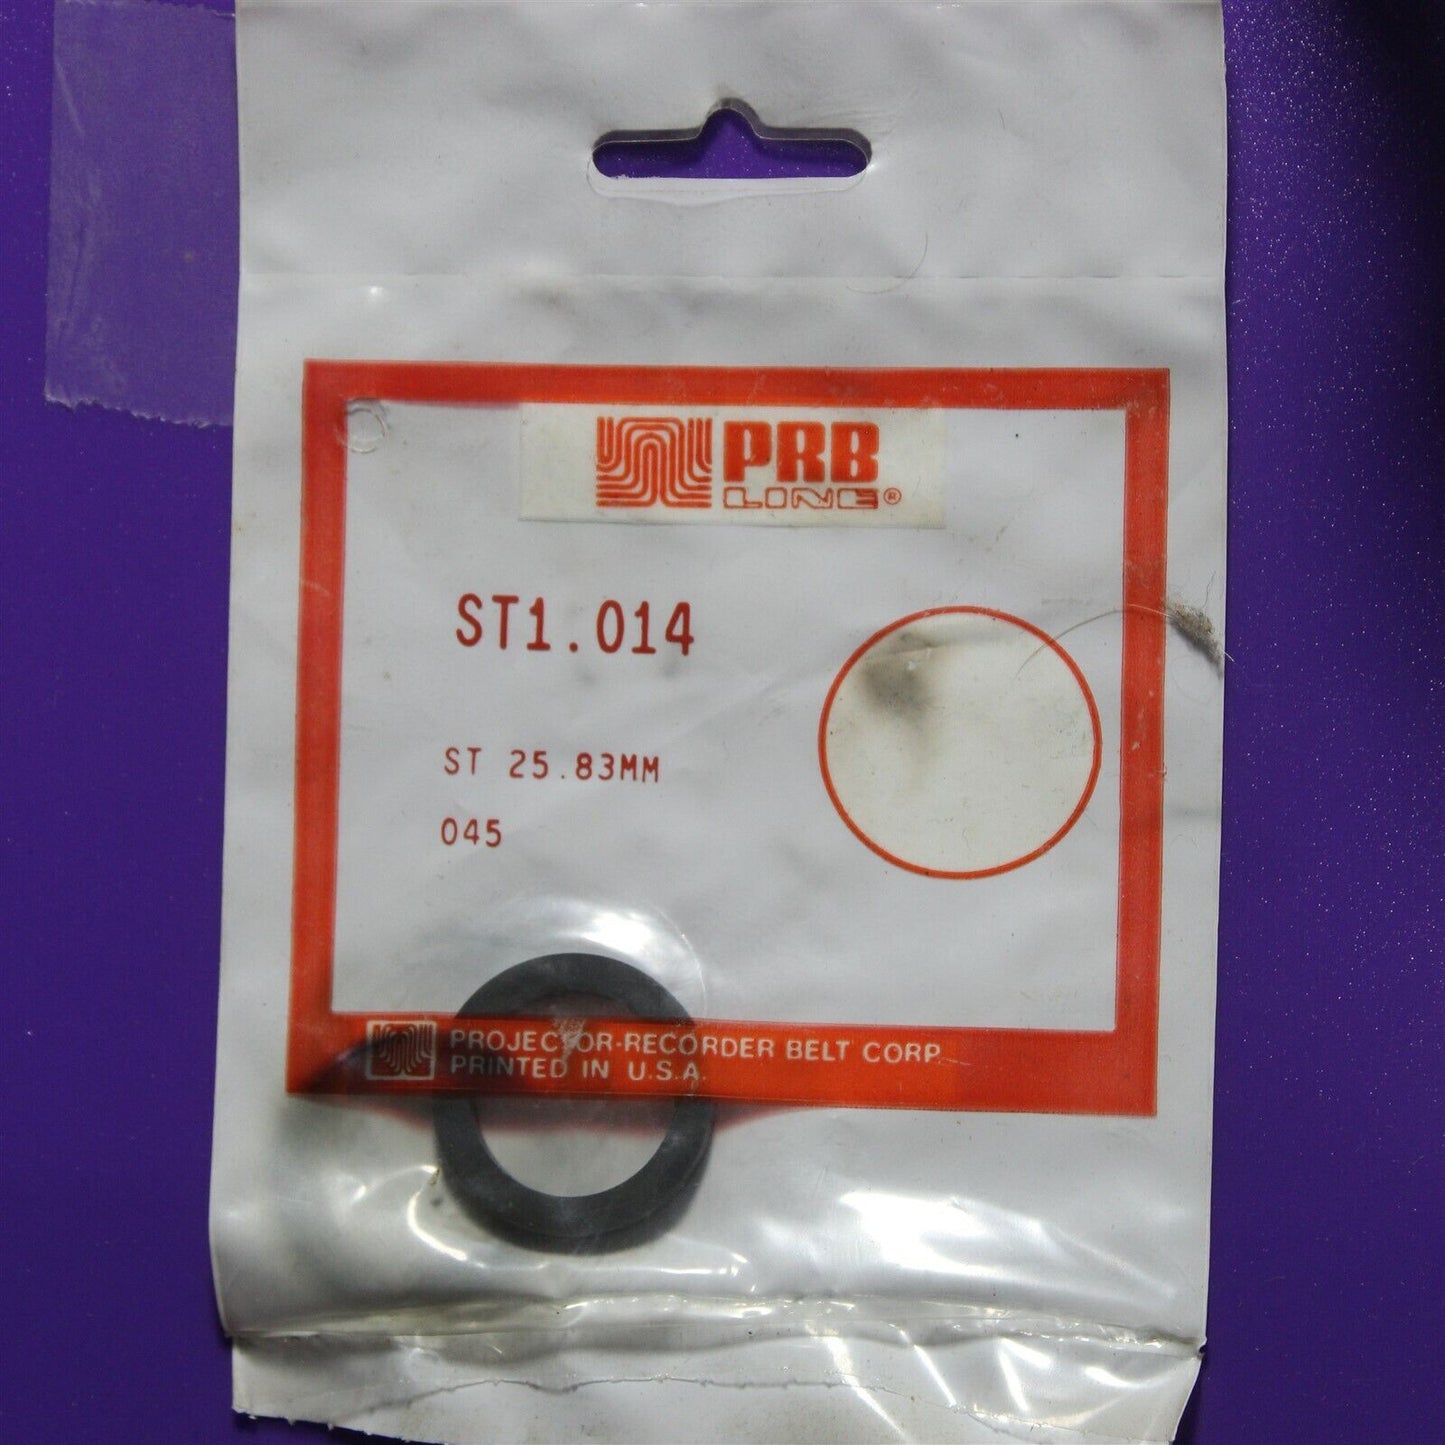 PRB
LINE®
ST1.014
ST 25.83MM
045
PROJECTOR-RECORDER BELT CORP.
PRINTED IN U.S.A.